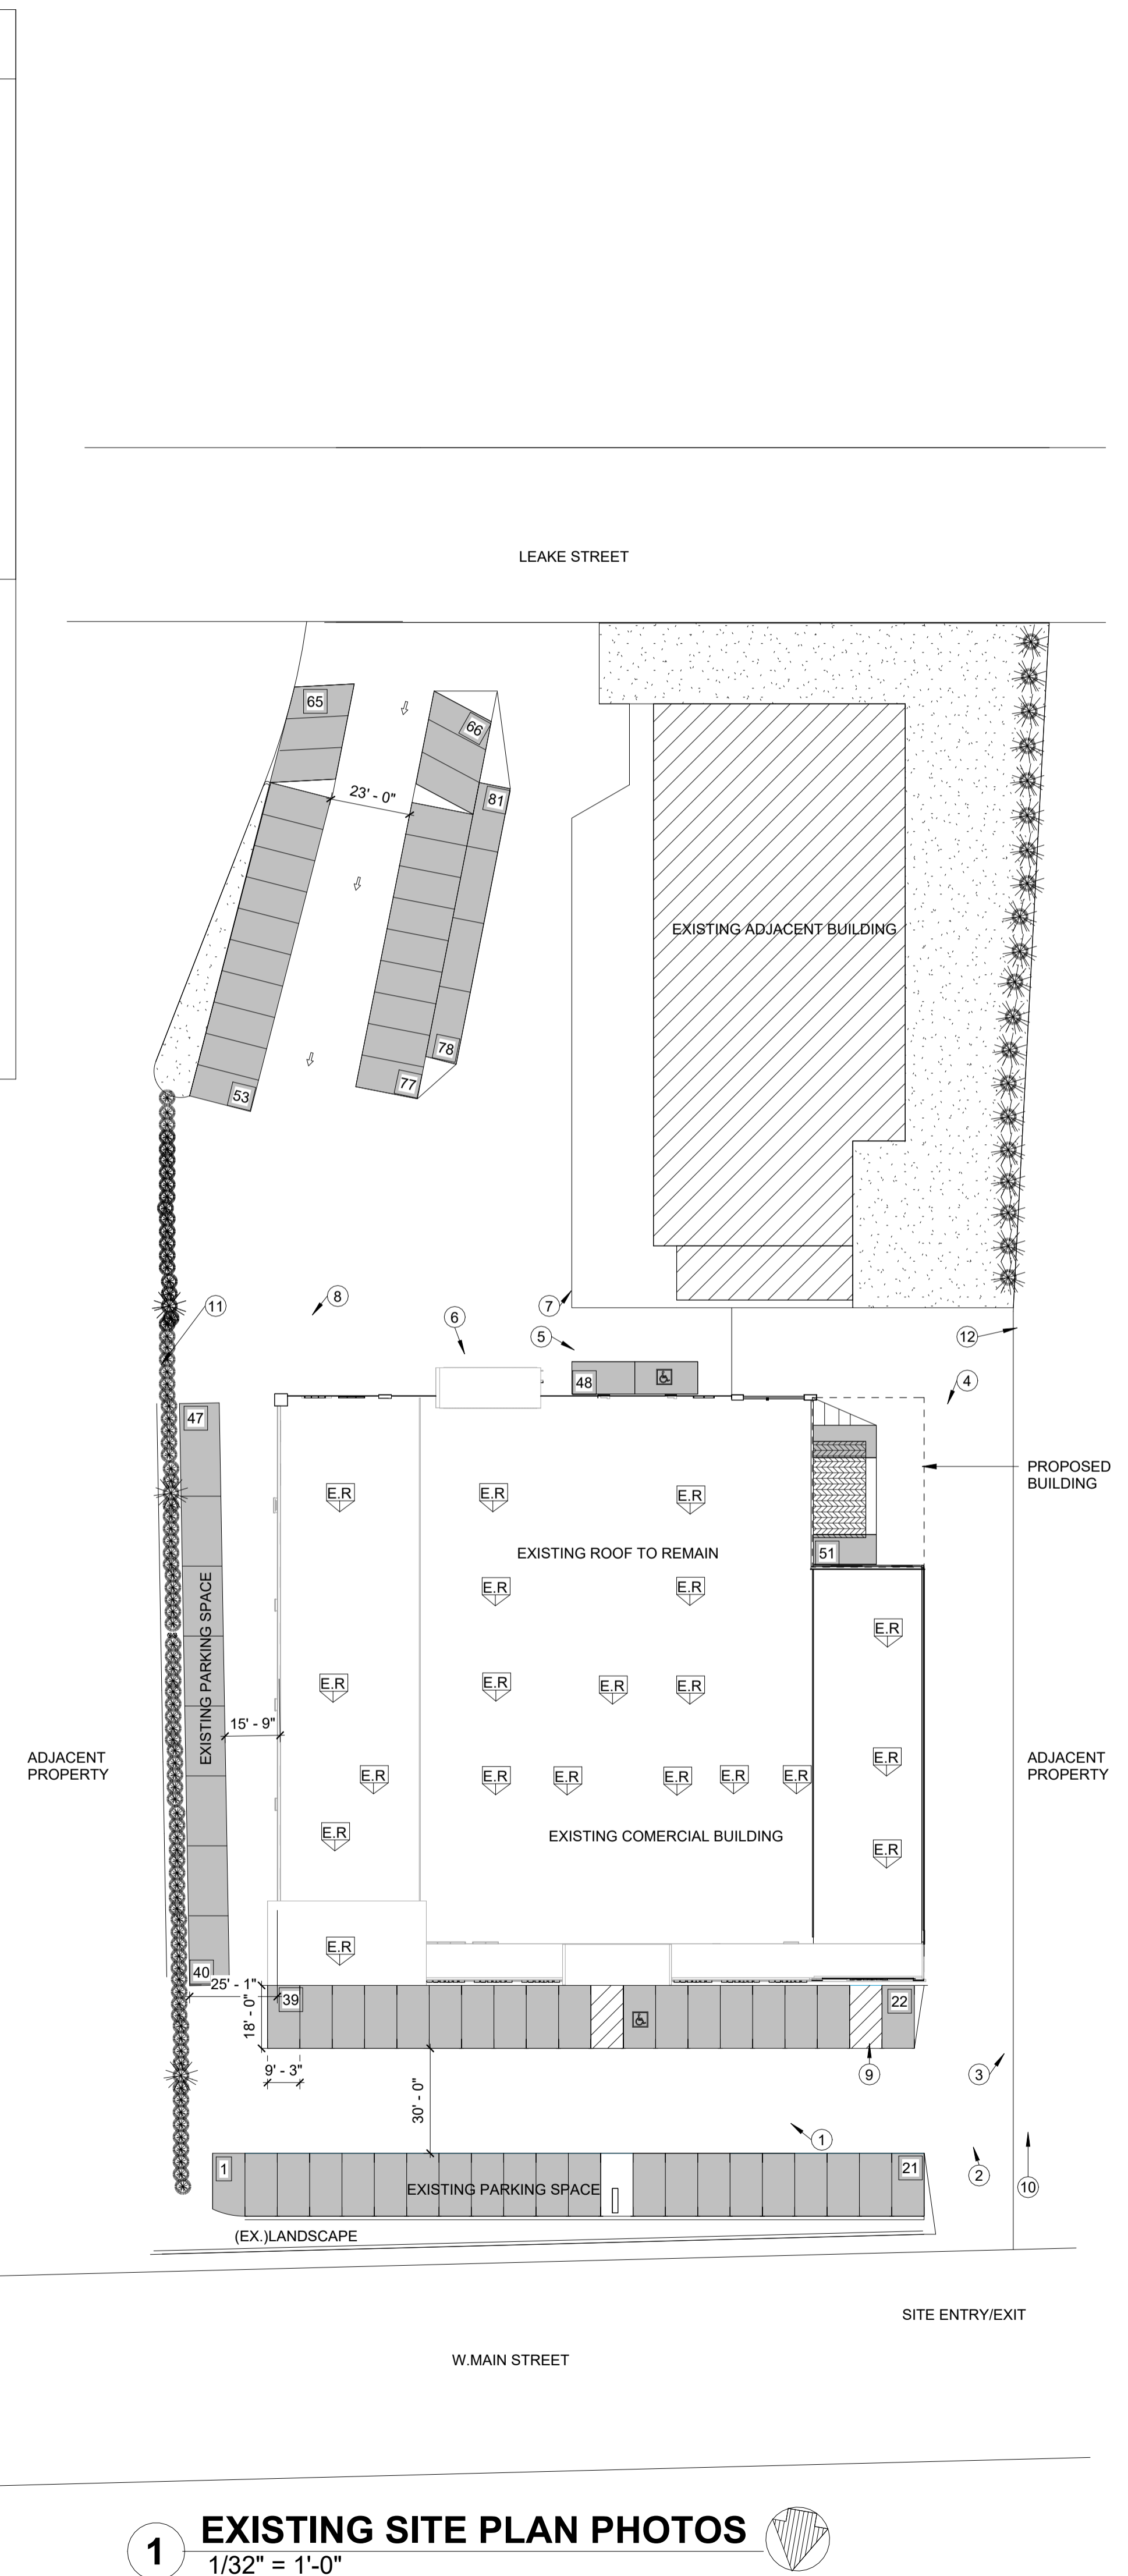 LEAKE STREET
65
66
23' - 0"
81
EXISTING ADJACENT BUILDING
78
77
53
11
8
7
6
5
12
48
4
47
PROPOSED
BUILDING
E.R
E.R
E.R
EXISTING ROOF TO REMAIN
51
E.R
E.R
EXISTING PARKING SPACE
E.R
E.R
E.R
E.R
E.R
15' - 9"
ADJACENT
PROPERTY
ADJACENT
PROPERTY
E.R
E.R
E.R
E.R
E.R
E.R
E.R
E.R
EXISTING COMERCIAL BUILDING
E.R
E.R
40
25' - 1"
39
22
18' - 0"
9' - 3"
9
3
30' - 0"
1
1
EXISTING PARKING SPACE
21
2
10
(EX.)LANDSCAPE
SITE ENTRY/EXIT
W.MAIN STREET
1
EXISTING SITE PLAN PHOTOS
1/32" = 1'-0"